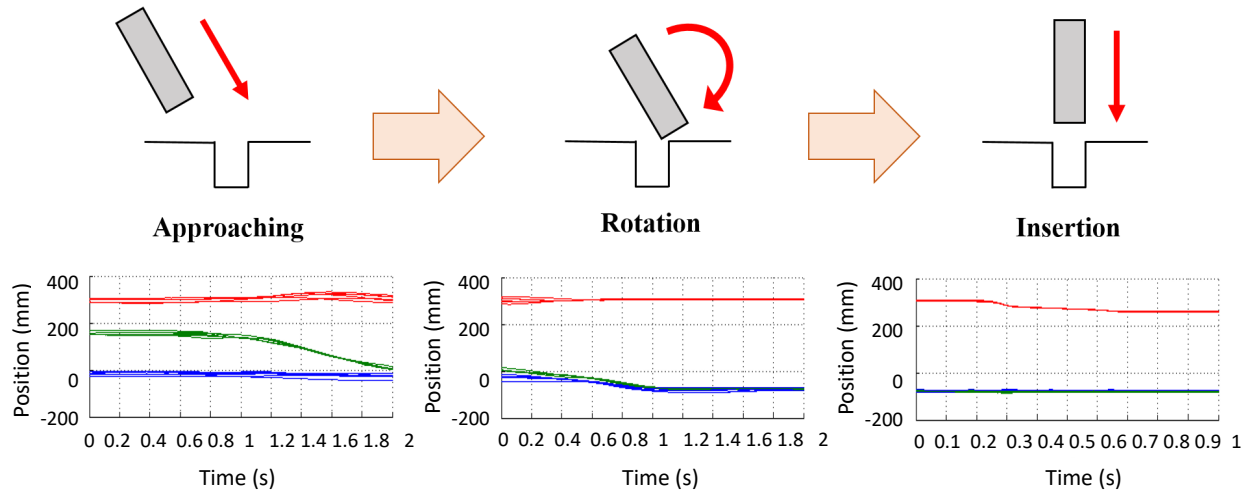 Approaching
Rotation
Insertion
400
200
0
-200
Position (mm)
0 0.2 0.4 0.6 0.8 1 1.2 1.4 1.6 1.8 2
Time (s)
400
200
0
-200
Position (mm)
0 0.2 0.4 0.6 0.8 1 1.2 1.4 1.6 1.8 2
Time (s)
400
200
0
-200
Position (mm)
0 0.1 0.2 0.3 0.4 0.5 0.6 0.7 0.8 0.9 1
Time (s)